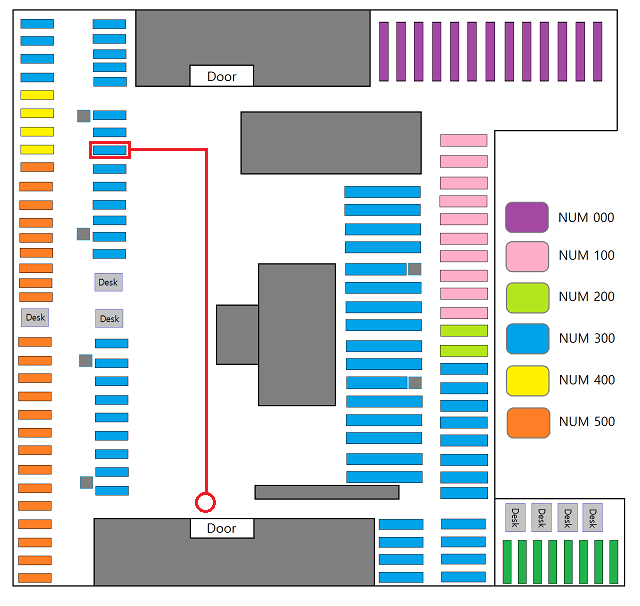 Door
NUM 000
NUM 100
Desk
NUM 200
Desk
Desk
NUM 300
NUM 400
NUM 500
Desk
Desk
Desk
Desk
Door